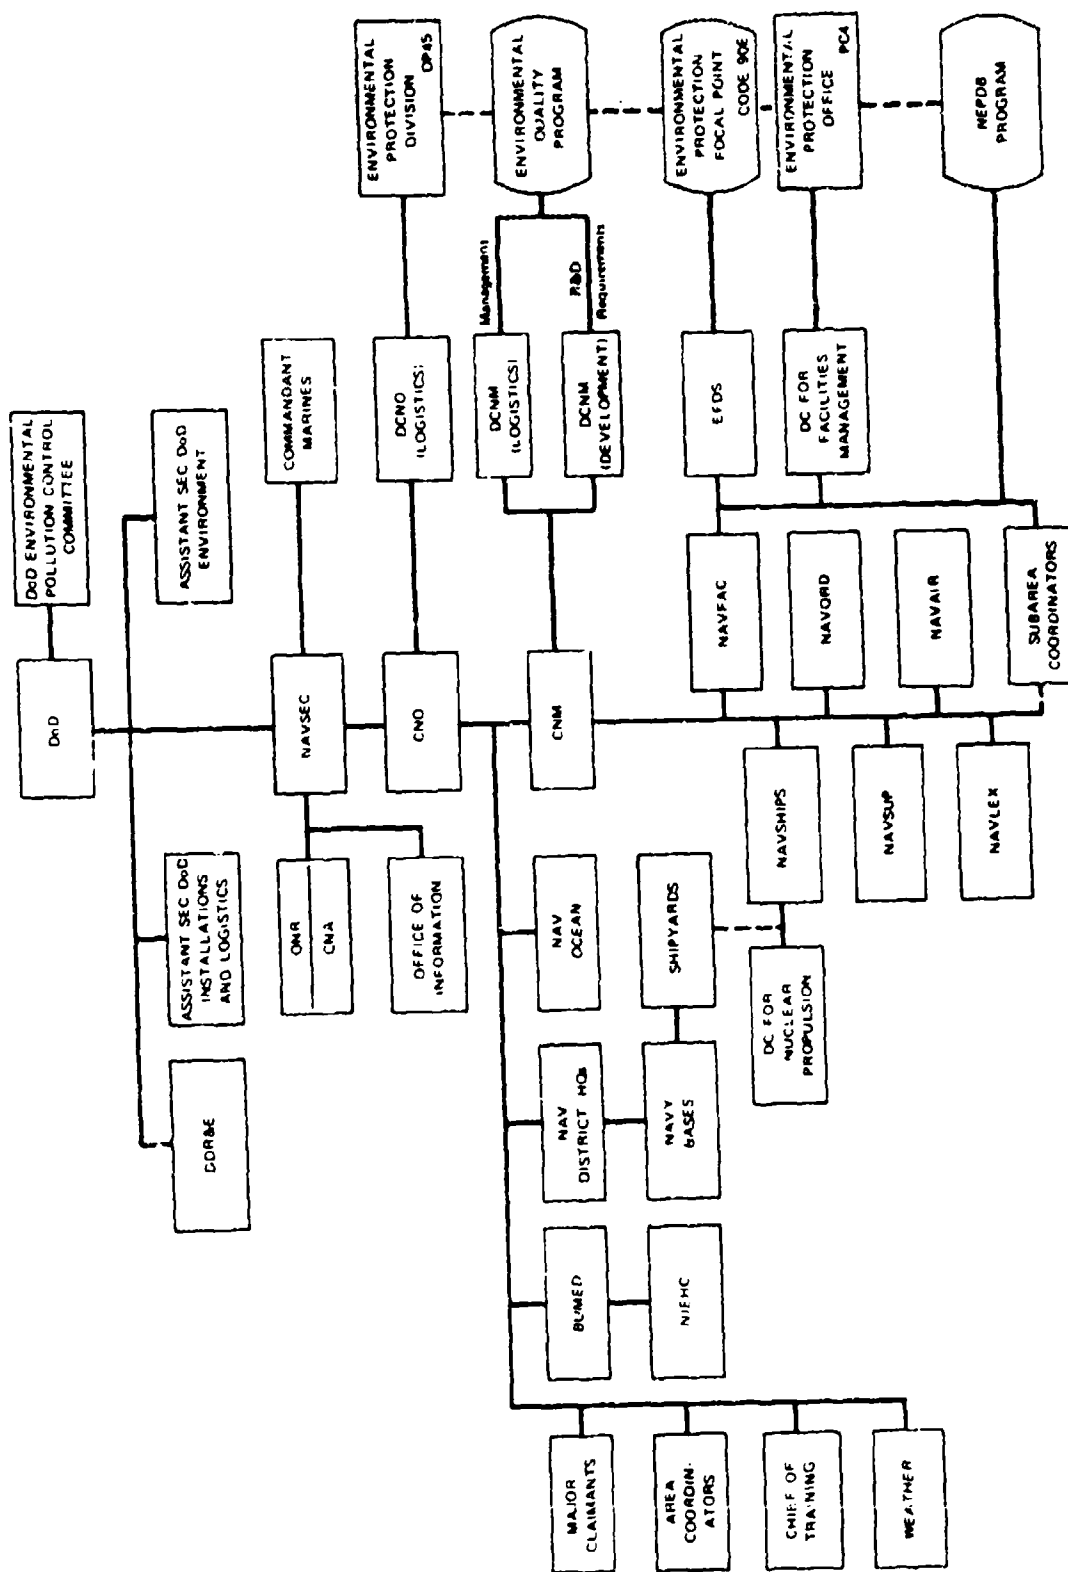 DoD ENVIRONMENTAL
POLLUTION CONTROL
COMMITTEE
DoD
ASSISTANT SEC DoD
ENVIRONMENT
ASSISTANT SEC DoD
INSTALLATIONS
AND LOGISTICS
DDR&E
COMMANDANT
MARINES
NAVSEC
ONR
CNA
OFFICE OF
INFORMATION
ENVIRONMENTAL
PROTECTION
DIVISION
OP45
DCNO
(LOGISTICS)
CNO
ENVIRONMENTAL
QUALITY
PROGRAM
Management
R&D
Requirements
DCNM
(LOGISTICS)
DCNM
(DEVELOPMENT)
CNM
NAV
OCEAN
NAV
DISTRICT HQs
BUMED
MAJOR
CLAIMANTS
ENVIRONMENTAL
PROTECTION
FOCAL POINT
CODE 90E
EFDS
NAVFAC
SHIPYARDS
NAVY
BASES
NIEHC
AREA
COORDIN-
ATORS
ENVIRONMENTAL
PROTECTION
OFFICE
PC4
DC FOR
FACILITIES
MANAGEMENT
NAVORD
NAVSHIPS
DC FOR
NUCLEAR
PROPULSION
CHIEF OF
TRAINING
NAVAIR
NAVSUP
WEATHER
NEPDB
PROGRAM
SUBAREA
COORDINATORS
NAVLEX